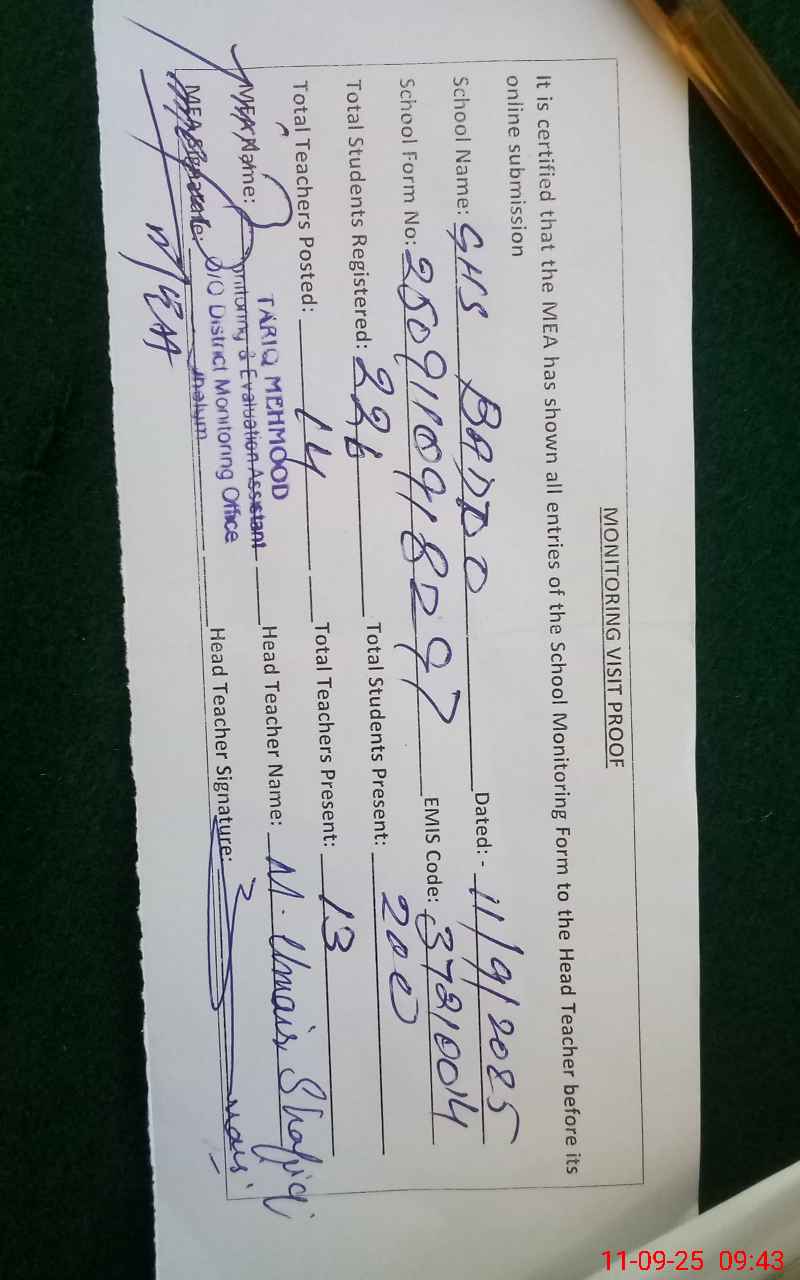 MONITORING VISIT PROOF
It is certified that the MEA has shown all entries of the School Monitoring Form to the Head Teacher before its
online submission
School Name: GHS BADDO Dated: - 11/9/2025
School Form No: EMIS Code: 37210014
Total Students Registered: 226 Total Students Present: 200
Total Teachers Posted: 14 Total Teachers Present: 13
TARIQ MEHMOOD
MEA Name: Monitoring & Evaluation Assistant Head Teacher Name: M. Umais Shafiq
O/O District Monitoring Office
MEA Signature: Jhelum Head Teacher Signature:
MEA
11-09-25 09:43